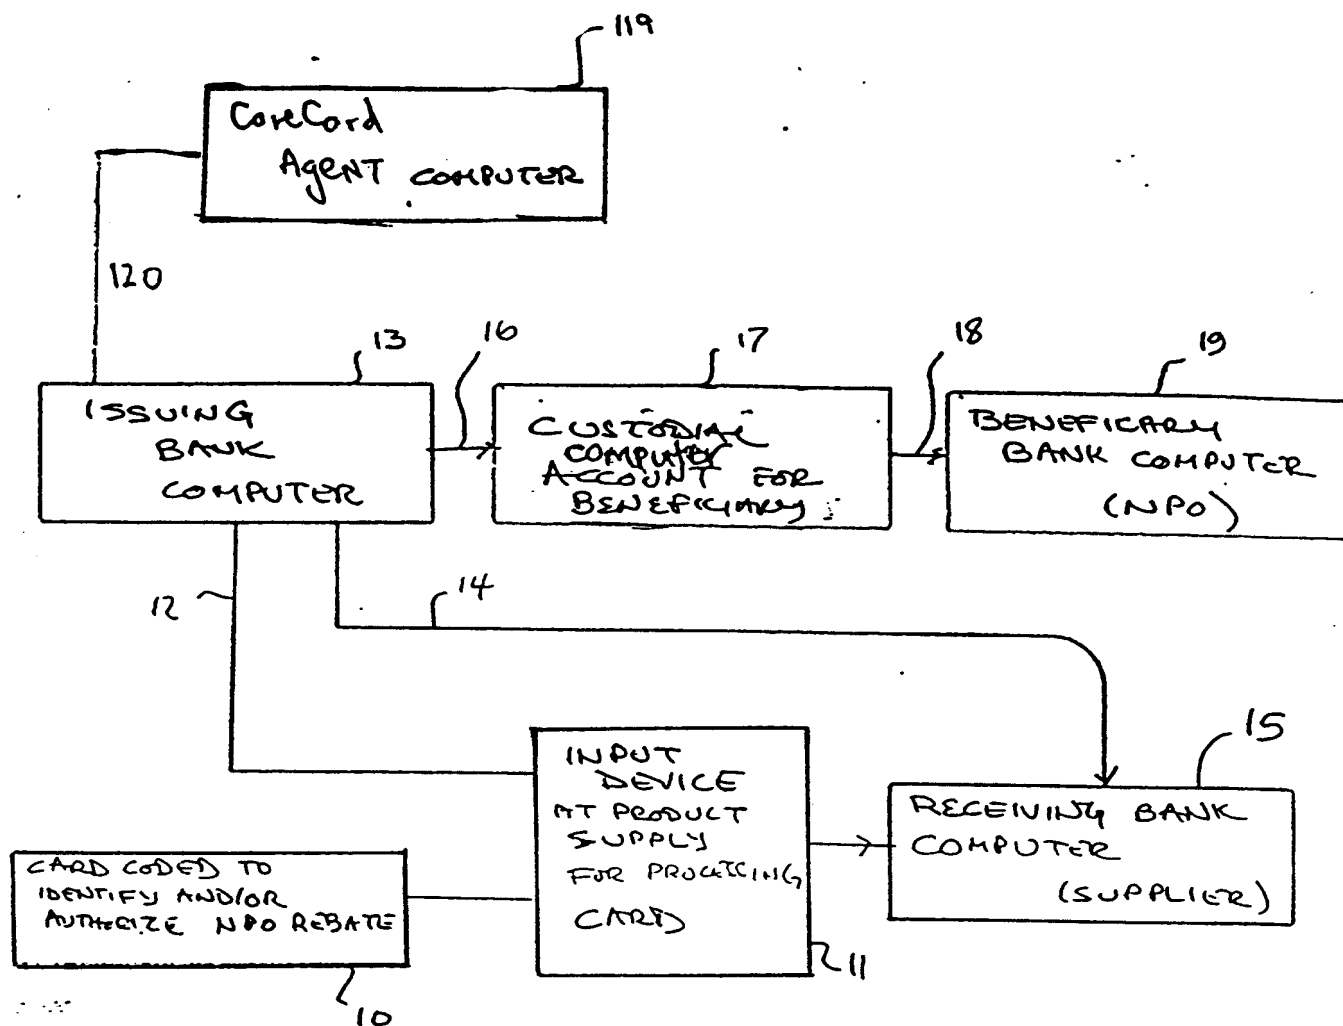 119
CareCard
AGENT COMPUTER
120
13
16
17
18
19
ISSUING
BANK
COMPUTER
CUSTODIAL
COMPUTER
ACCOUNT FOR
BENEFICIARY
BENEFICARY
BANK COMPUTER
(NPO)
12
14
15
INPUT
DEVICE
AT PRODUCT
SUPPLY
FOR PROCESSING
CARD
RECEIVING BANK
COMPUTER
(SUPPLIER)
CARD CODED TO
IDENTIFY AND/OR
AUTHORIZE NPO REBATE
11
10